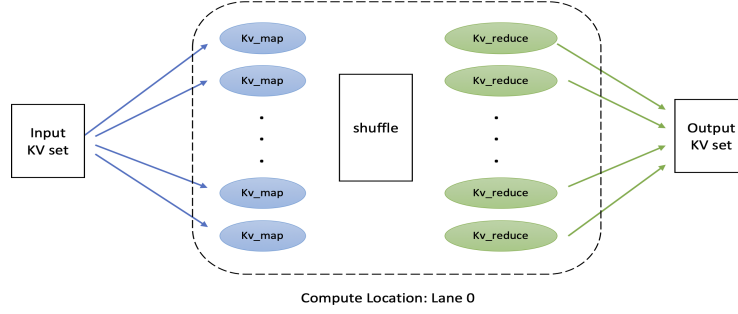 Kv_map
Kv_reduce
Kv_map
Kv_reduce
Input
KV set
shuffle
Output
KV set
Kv_map
Kv_reduce
Kv_map
Kv_reduce
Compute Location: Lane 0